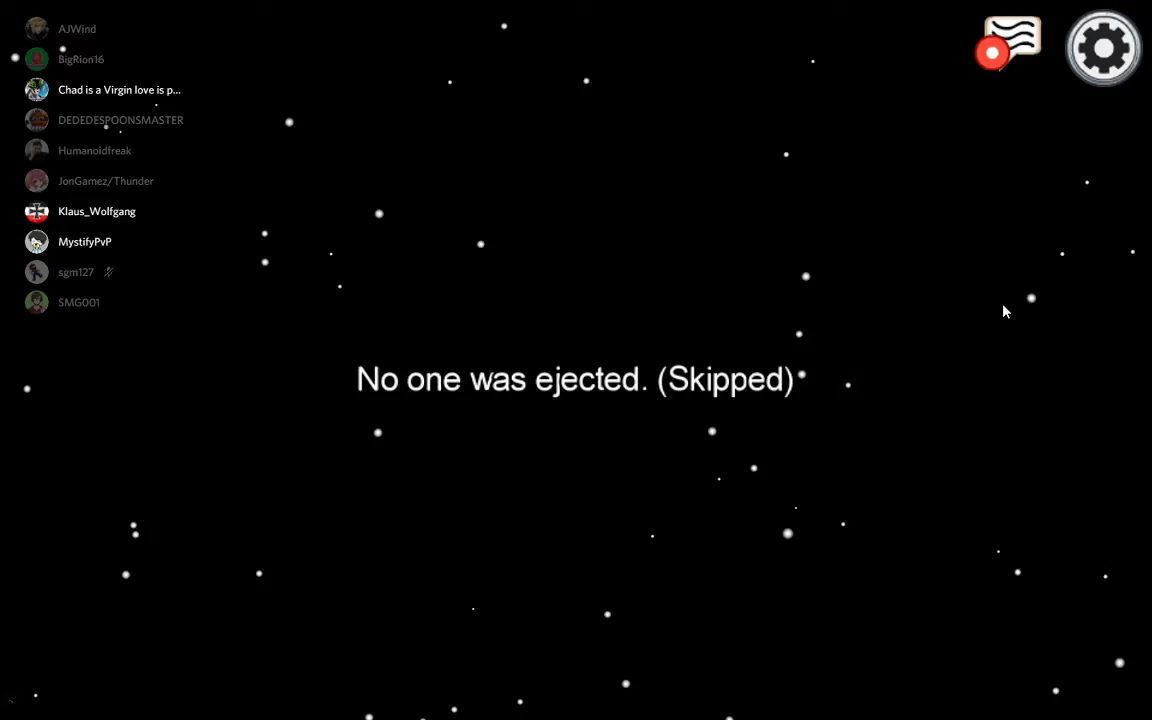 AJWind
BigRion16
Chad is a Virgin love is p...
DEDEDESPOONSMASTER
Humanoidfreak
JonGamez/Thunder
Klaus_Wolfgang
MystifyPvP
sgm127
SMG001
No one was ejected. (Skipped)